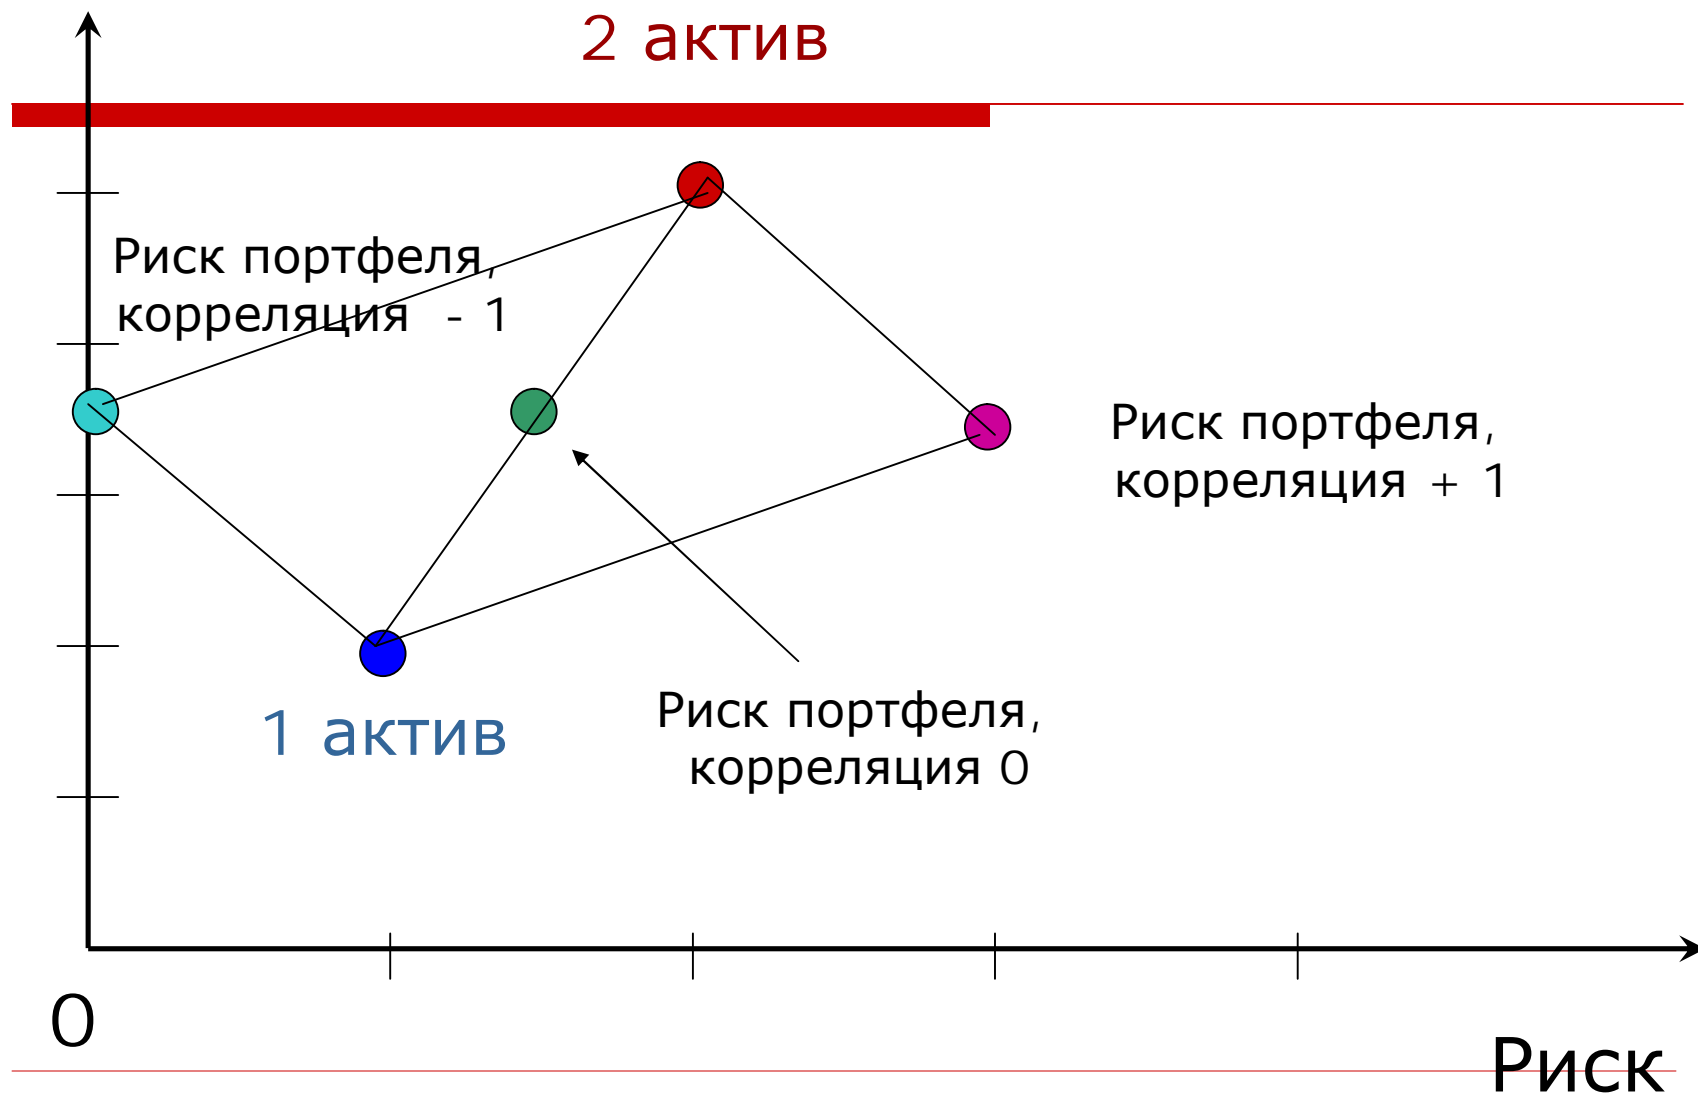 2 актив
Риск портфеля,
корреляция - 1
Риск портфеля,
корреляция + 1
1 актив
Риск портфеля,
корреляция 0
0
Риск